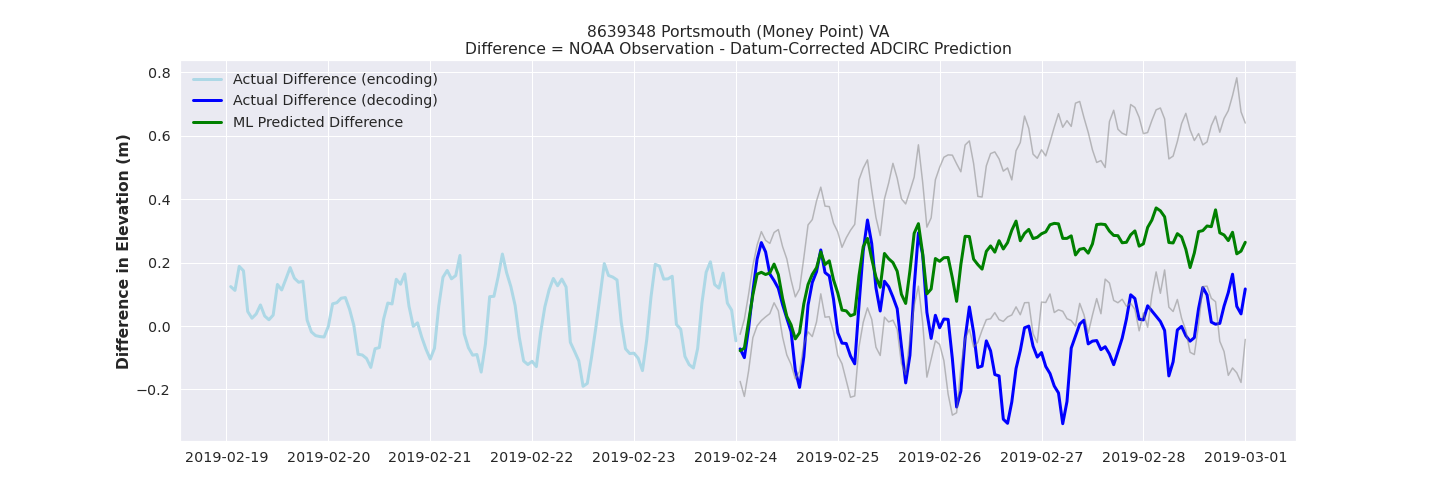 8639348 Portsmouth (Money Point) VA
Difference = NOAA Observation - Datum-Corrected ADCIRC Prediction
Actual Difference (encoding)
Actual Difference (decoding)
ML Predicted Difference
Difference in Elevation (m)
0.8
0.6
0.4
0.2
0.0
−0.2
2019-02-19 2019-02-20 2019-02-21 2019-02-22 2019-02-23 2019-02-24 2019-02-25 2019-02-26 2019-02-27 2019-02-28 2019-03-01